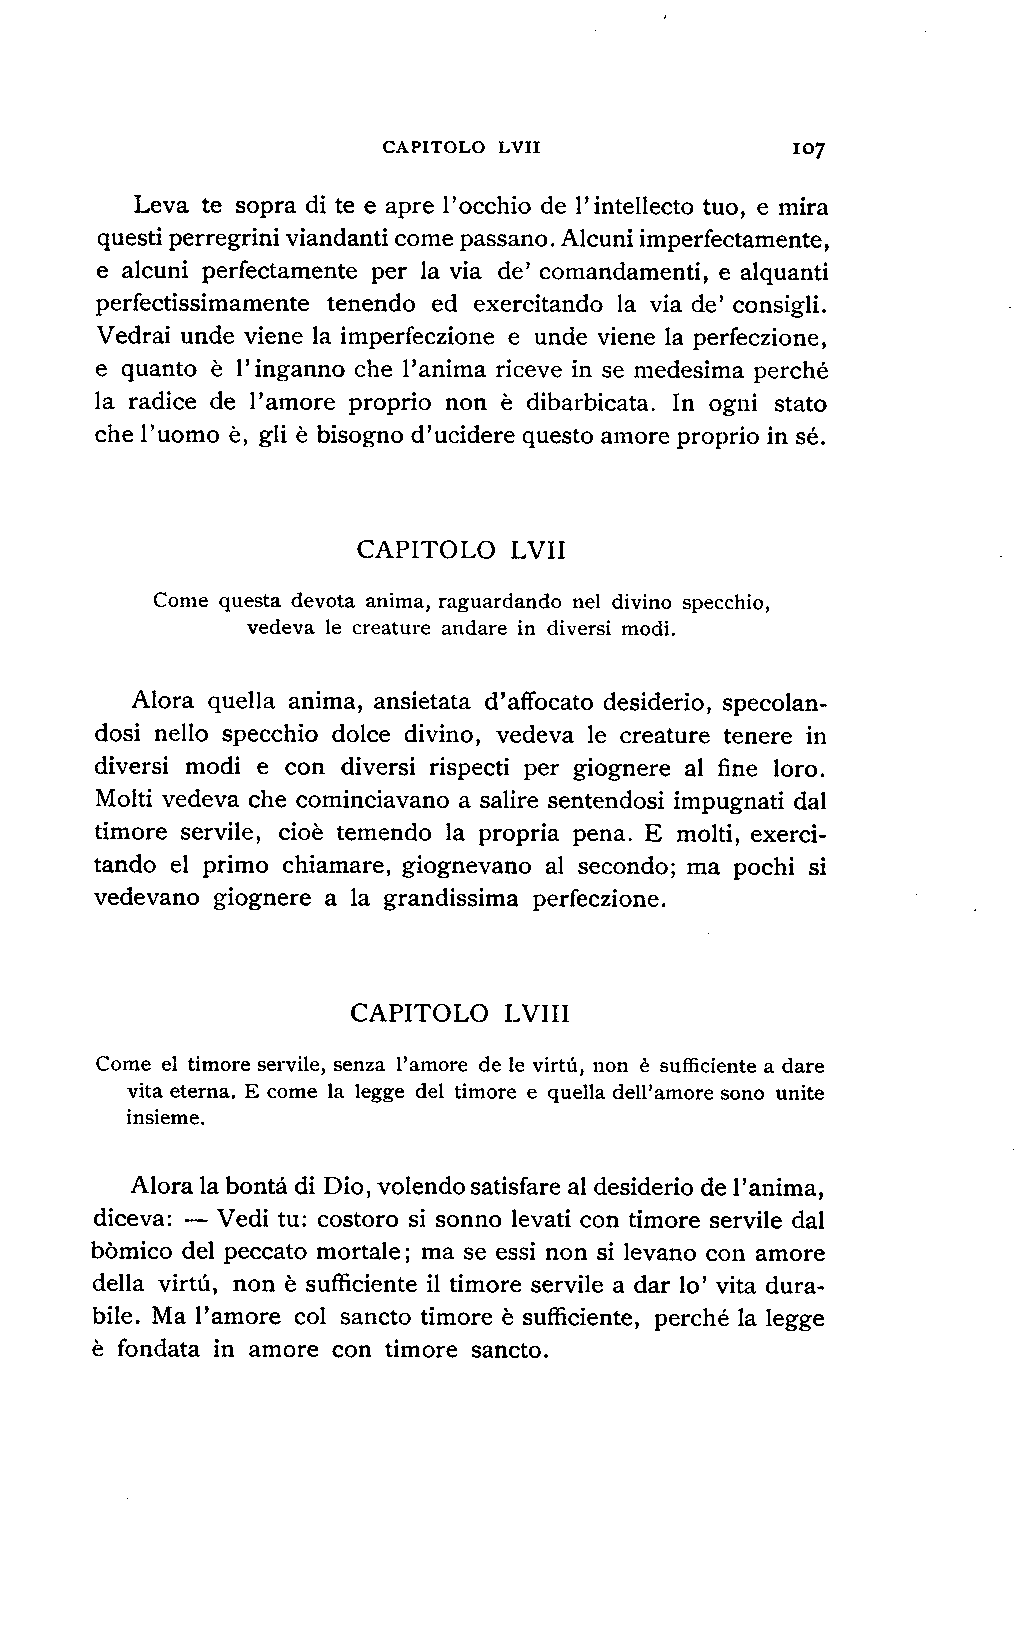 CAPITOLO LVII 107
Leva te sopra di te e apre l'occhio de l'intellecto tuo, e mira
questi perregrini viandanti come passano. Alcuni imperfectamente,
e alcuni perfectamente per la via de' comandamenti, e alquanti
perfectissimamente tenendo ed exercitando la via de' consigli.
Vedrai unde viene la imperfeczione e unde viene la perfeczione,
e quanto è l'inganno che l'anima riceve in se medesima perché
la radice de l'amore proprio non è dibarbicata. In ogni stato
che l'uomo è, gli è bisogno d'ucidere questo amore proprio in sé.
CAPITOLO LVII
Come questa devota anima, raguardando nel divino specchio,
vedeva le creature andare in diversi modi.
Alora quella anima, ansietata d'affocato desiderio, specolan-
dosi nello specchio dolce divino, vedeva le creature tenere in
diversi modi e con diversi rispecti per giognere al fine loro.
Molti vedeva che cominciavano a salire sentendosi impugnati dal
timore servile, cioè temendo la propria pena. E molti, exerci-
tando el primo chiamare, giognevano al secondo; ma pochi si
vedevano giognere a la grandissima perfeczione.
CAPITOLO LVIII
Come el timore servile, senza l'amore de le virtú, non è sufficiente a dare
vita eterna. E come la legge del timore e quella dell'amore sono unite
insieme.
Alora la bontá di Dio, volendo satisfare al desiderio de l'anima,
diceva: — Vedi tu: costoro si sonno levati con timore servile dal
bòmico del peccato mortale; ma se essi non si levano con amore
della virtú, non è sufficiente il timore servile a dar lo' vita dura-
bile. Ma l'amore col sancto timore è sufficiente, perché la legge
è fondata in amore con timore sancto.